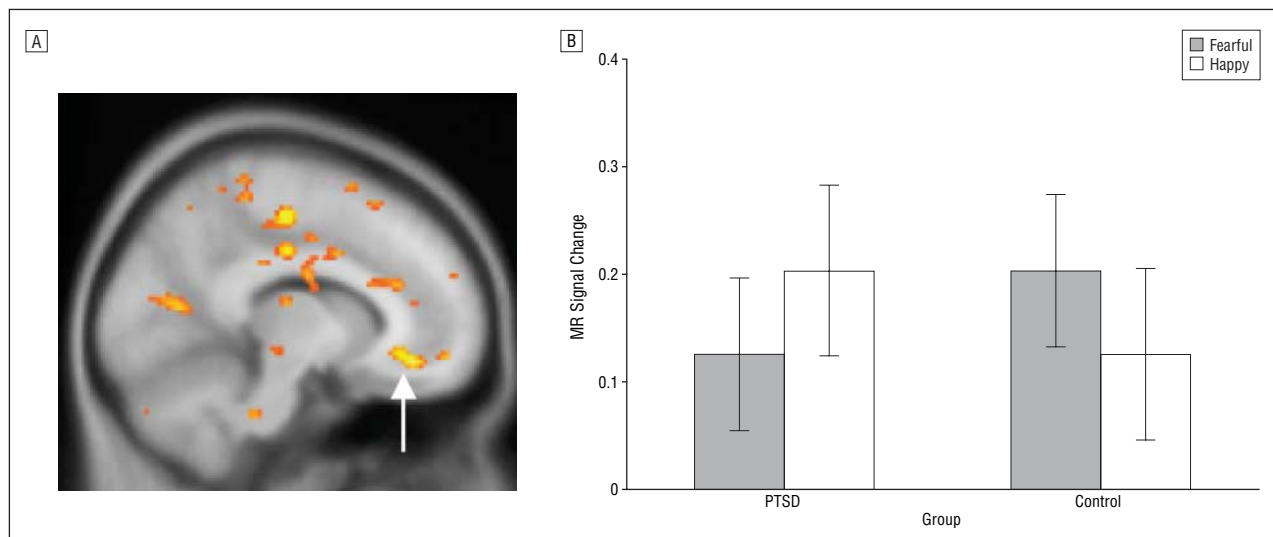 A
B
Fearful
Happy
0.4
0.3
0.2
0.1
0
MR Signal Change
PTSD
Control
Group